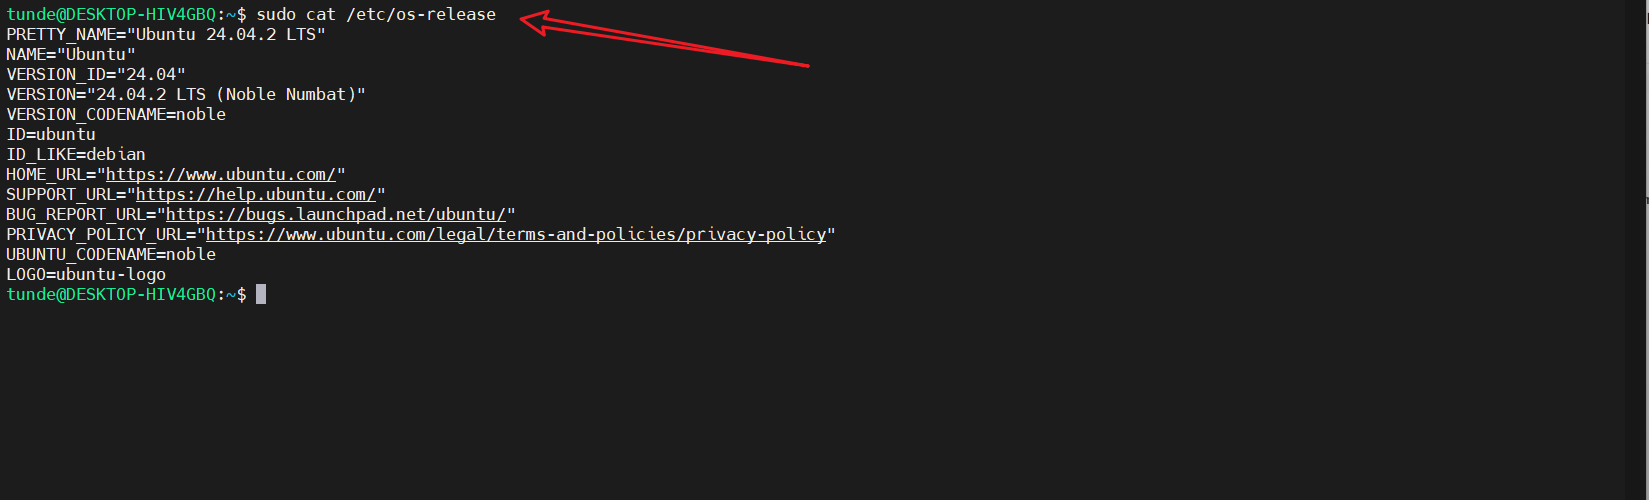 tunde@DESKTOP-HIV4GBQ:~$ sudo cat /etc/os-release
PRETTY_NAME="Ubuntu 24.04.2 LTS"
NAME="Ubuntu"
VERSION_ID="24.04"
VERSION="24.04.2 LTS (Noble Numbat)"
VERSION_CODENAME=noble
ID=ubuntu
ID_LIKE=debian
HOME_URL="https://www.ubuntu.com/"
SUPPORT_URL="https://help.ubuntu.com/"
BUG_REPORT_URL="https://bugs.launchpad.net/ubuntu/"
PRIVACY_POLICY_URL="https://www.ubuntu.com/legal/terms-and-policies/privacy-policy"
UBUNTU_CODENAME=noble
LOGO=ubuntu-logo
tunde@DESKTOP-HIV4GBQ:~$